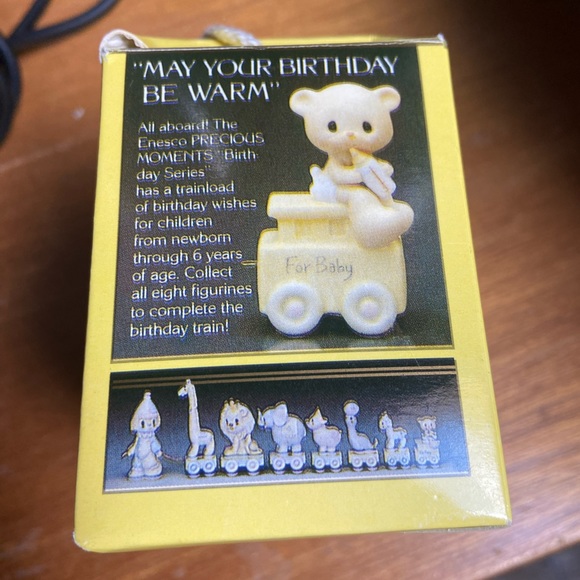 "MAY YOUR BIRTHDAY
BE WARM"
All aboard! The
Enesco PRECIOUS
MOMENTS "Birth-
day Series"
has a trainload
of birthday wishes
for children
from newborn
through 6 years
of age. Collect
all eight figurines
to complete the
birthday train!
For Baby